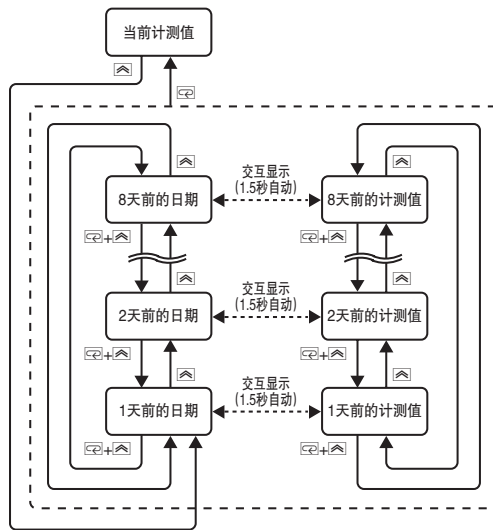 当前计测值
交互显示
(1.5秒自动)
8天前的日期
8天前的计测值
+
+
交互显示
(1.5秒自动)
2天前的日期
2天前的计测值
+
+
交互显示
(1.5秒自动)
1天前的日期
1天前的计测值
+
+